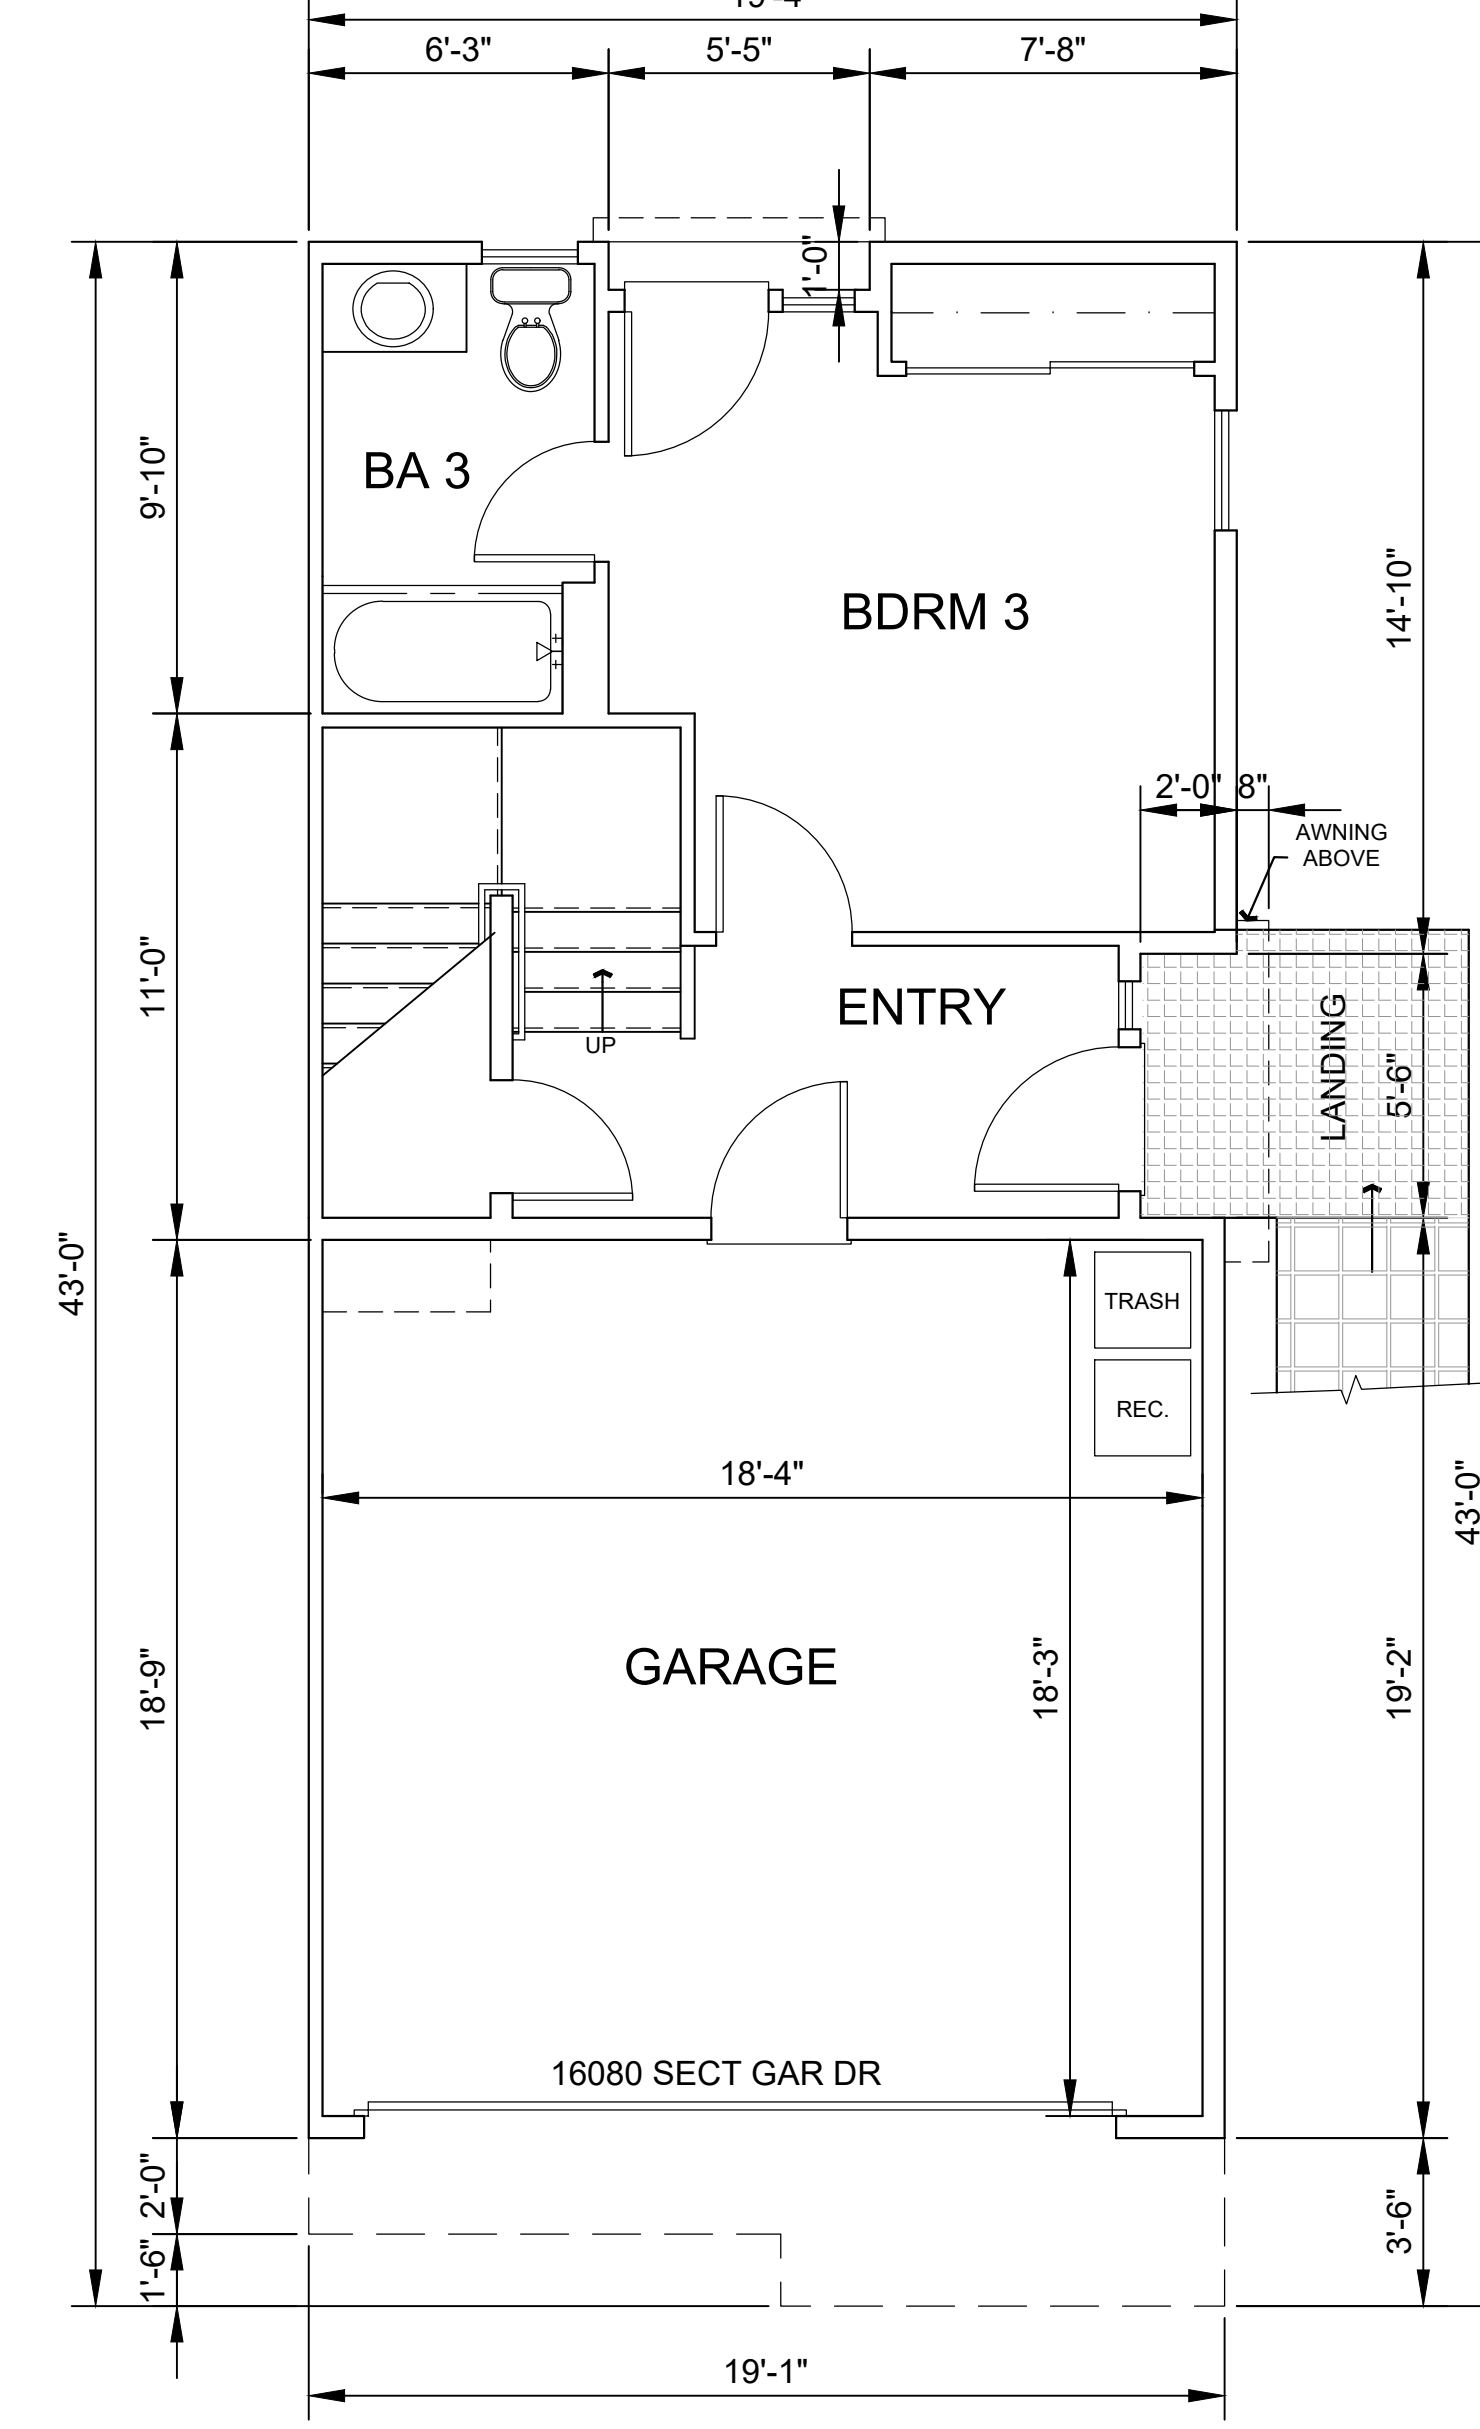 19'-4"
6'-3"
5'-5"
7'-8"
1'-0"
9'-10"
BA 3
BDRM 3
14'-10"
2'-0"
8"
AWNING
ABOVE
11'-0"
ENTRY
UP
LANDING
5'-6"
43'-0"
TRASH
REC.
18'-4"
43'-0"
18'-9"
GARAGE
18'-3"
19'-2"
16080 SECT GAR DR
2'-0"
1'-6"
3'-6"
19'-1"